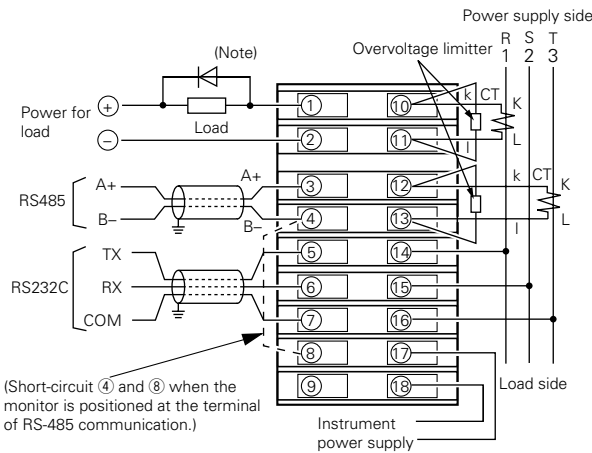 Power supply side
R S T
1 2 3
(Note)
Overvoltage limitter
k CT
K
L
l
Power for
load
+
−
Load
① ⑩
② ⑪
k CT
K
L
l
RS485
A+ A+
B− B−
③ ⑫
④ ⑬
RS232C
TX
RX
COM
⑤ ⑭
⑥ ⑮
⑦ ⑯
⑧ ⑰
⑨ ⑱
Load side
(Short-circuit ④ and ⑧ when the
monitor is positioned at the terminal
of RS-485 communication.)
Instrument
power supply